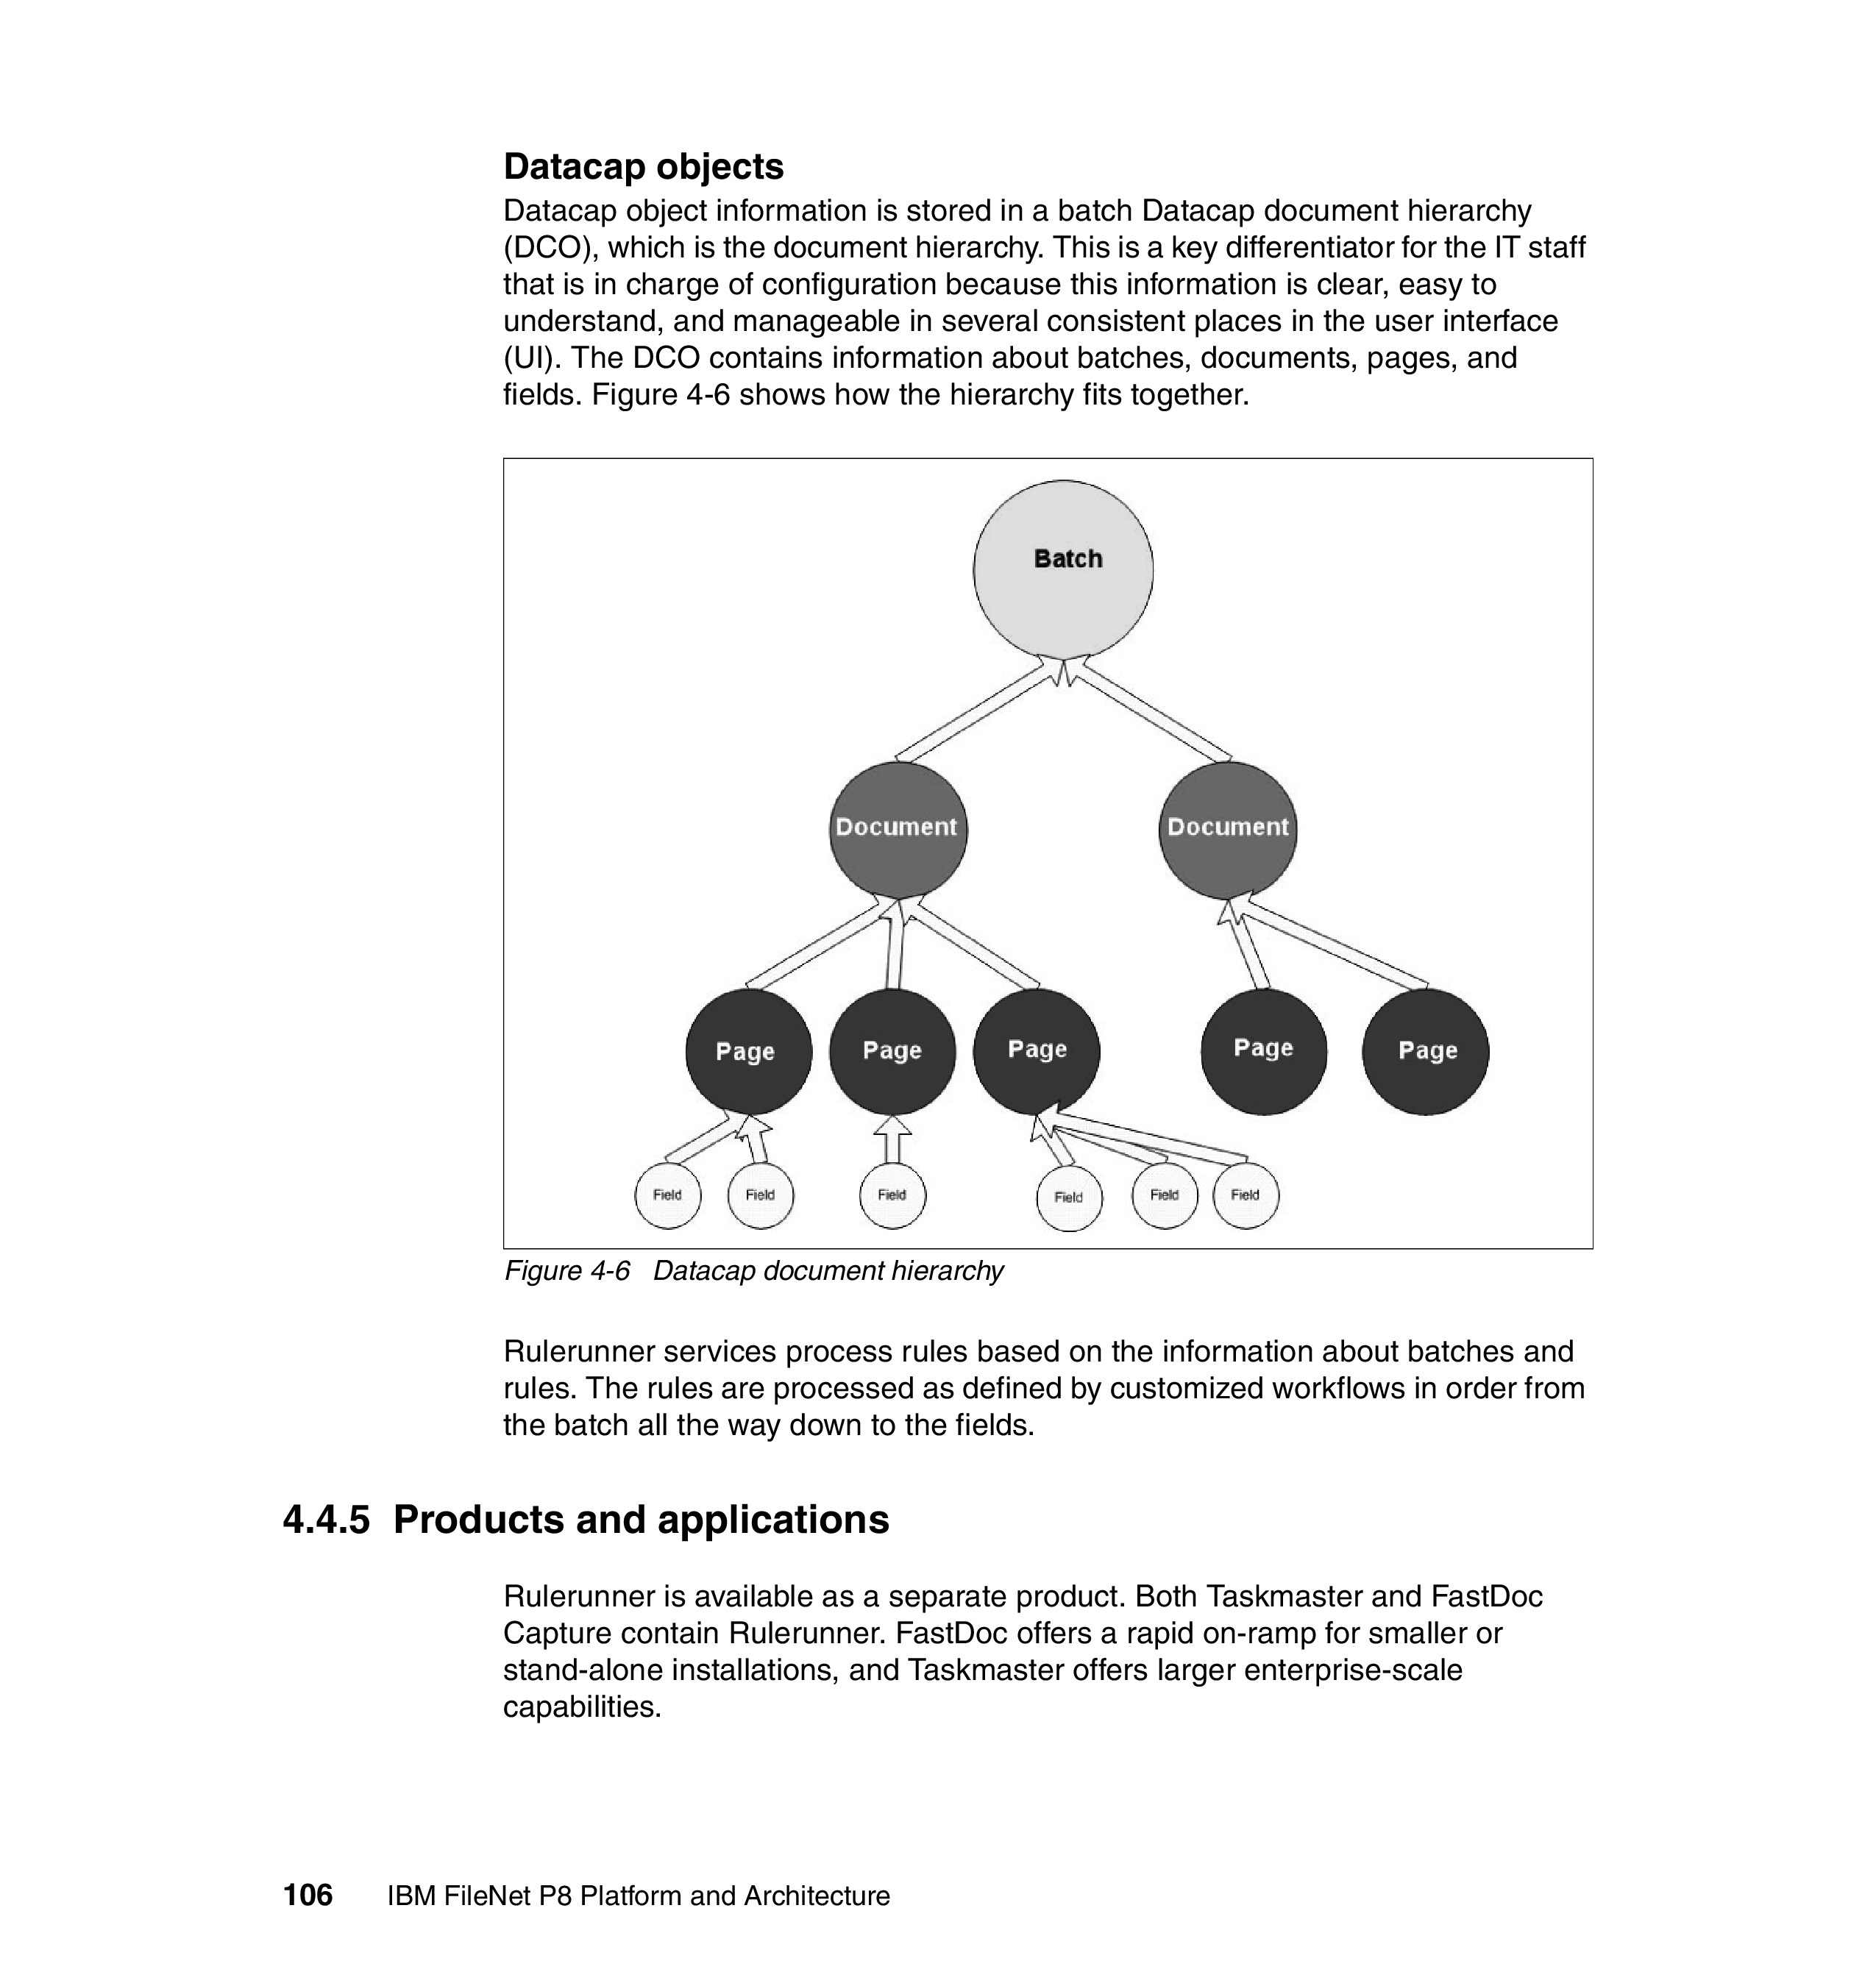 Datacap objects
Datacap object information is stored in a batch Datacap document hierarchy
(DCO), which is the document hierarchy. This is a key differentiator for the IT staff
that is in charge of configuration because this information is clear, easy to
understand, and manageable in several consistent places in the user interface
(UI). The DCO contains information about batches, documents, pages, and
fields. Figure 4-6 shows how the hierarchy fits together.
Batch
Document Document
Page Page Page Page Page
Field Field Field Field Field Field
Figure 4-6 Datacap document hierarchy
Rulerunner services process rules based on the information about batches and
rules. The rules are processed as defined by customized workflows in order from
the batch all the way down to the fields.
4.4.5 Products and applications
Rulerunner is available as a separate product. Both Taskmaster and FastDoc
Capture contain Rulerunner. FastDoc offers a rapid on-ramp for smaller or
stand-alone installations, and Taskmaster offers larger enterprise-scale
capabilities.
106 IBM FileNet P8 Platform and Architecture